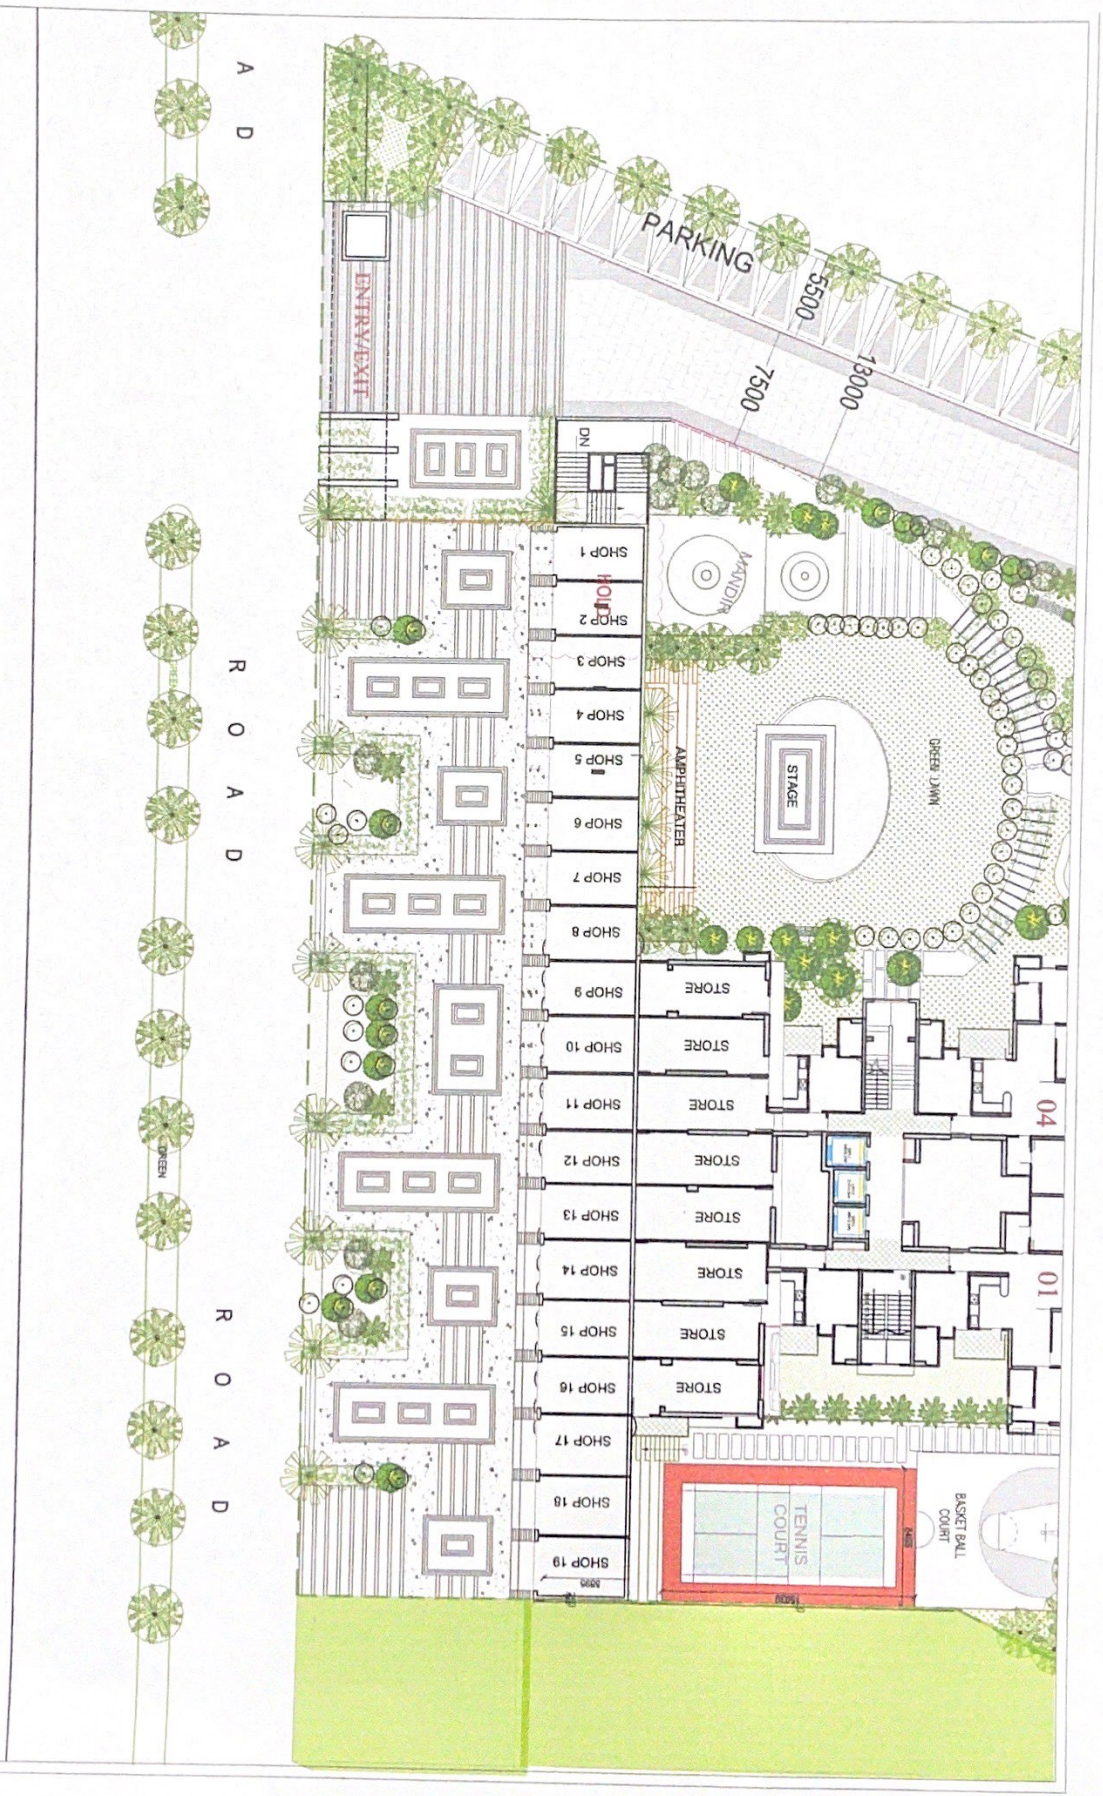 A D
R O A D
R O A D
PARKING
5500
13000
7500
ENTRY/EXIT
DN
MANDIR
SHOP 1
HOLD
SHOP 2
SHOP 3
SHOP 4
SHOP 5
SHOP 6
SHOP 7
SHOP 8
SHOP 9
SHOP 10
SHOP 11
SHOP 12
SHOP 13
SHOP 14
SHOP 15
SHOP 16
SHOP 17
SHOP 18
SHOP 19
AMPHITHEATER
STAGE
GREEN LAWN
STORE
STORE
STORE
STORE
STORE
STORE
STORE
STORE
04
01
GREEN
TENNIS
COURT
BASKET BALL
COURT